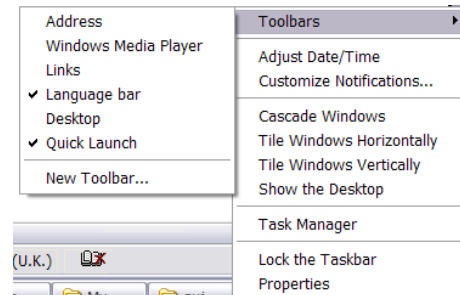 Address
Windows Media Player
Links
Language bar
Desktop
Quick Launch
New Toolbar...
Toolbars
Adjust Date/Time
Customize Notifications...
Cascade Windows
Tile Windows Horizontally
Tile Windows Vertically
Show the Desktop
Task Manager
Lock the Taskbar
Properties
(U.K.)
My